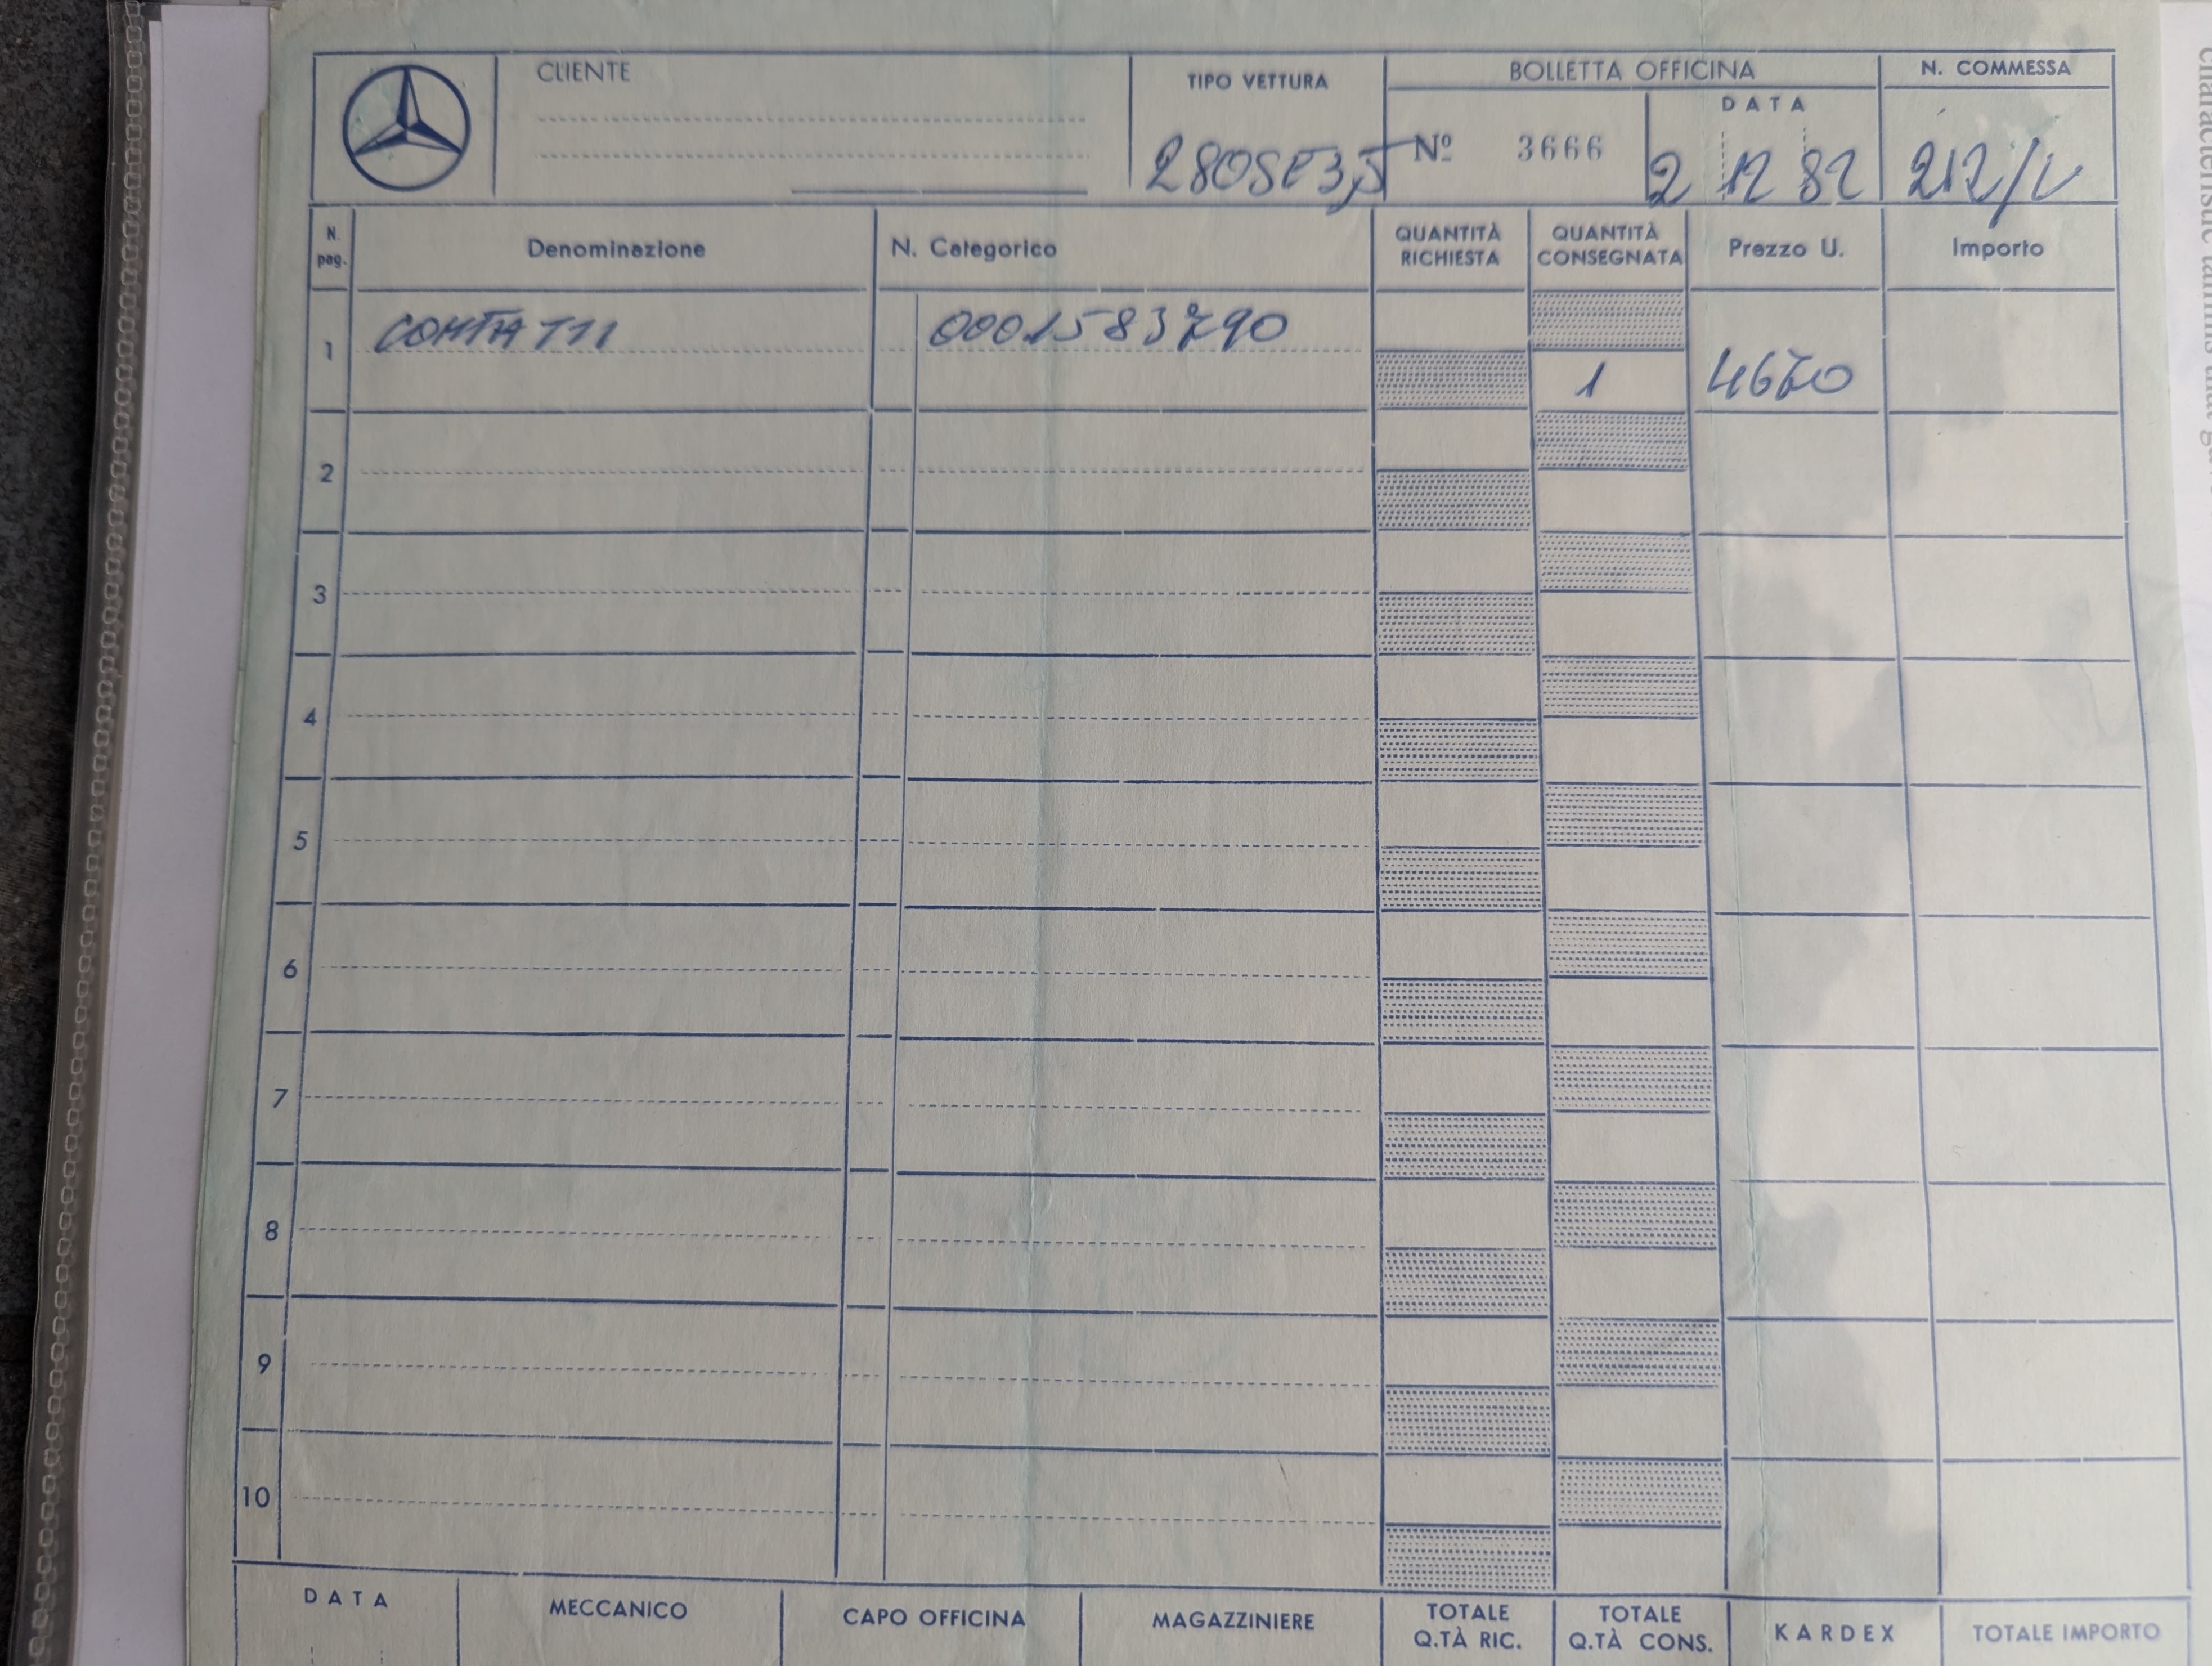 CLIENTE
TIPO VETTURA
280SE3,5
BOLLETTA OFFICINA
Nº 3666
DATA
2 12 82
N. COMMESSA
N. pag.
Denominazione
N. Categorico
QUANTITÀ RICHIESTA
QUANTITÀ CONSEGNATA
Prezzo U.
Importo
1
CONTATTI
0001583790
1
4670
2
3
4
5
6
7
8
9
10
DATA
MECCANICO
CAPO OFFICINA
MAGAZZINIERE
TOTALE Q.TÀ RIC.
TOTALE Q.TÀ CONS.
KARDEX
TOTALE IMPORTO